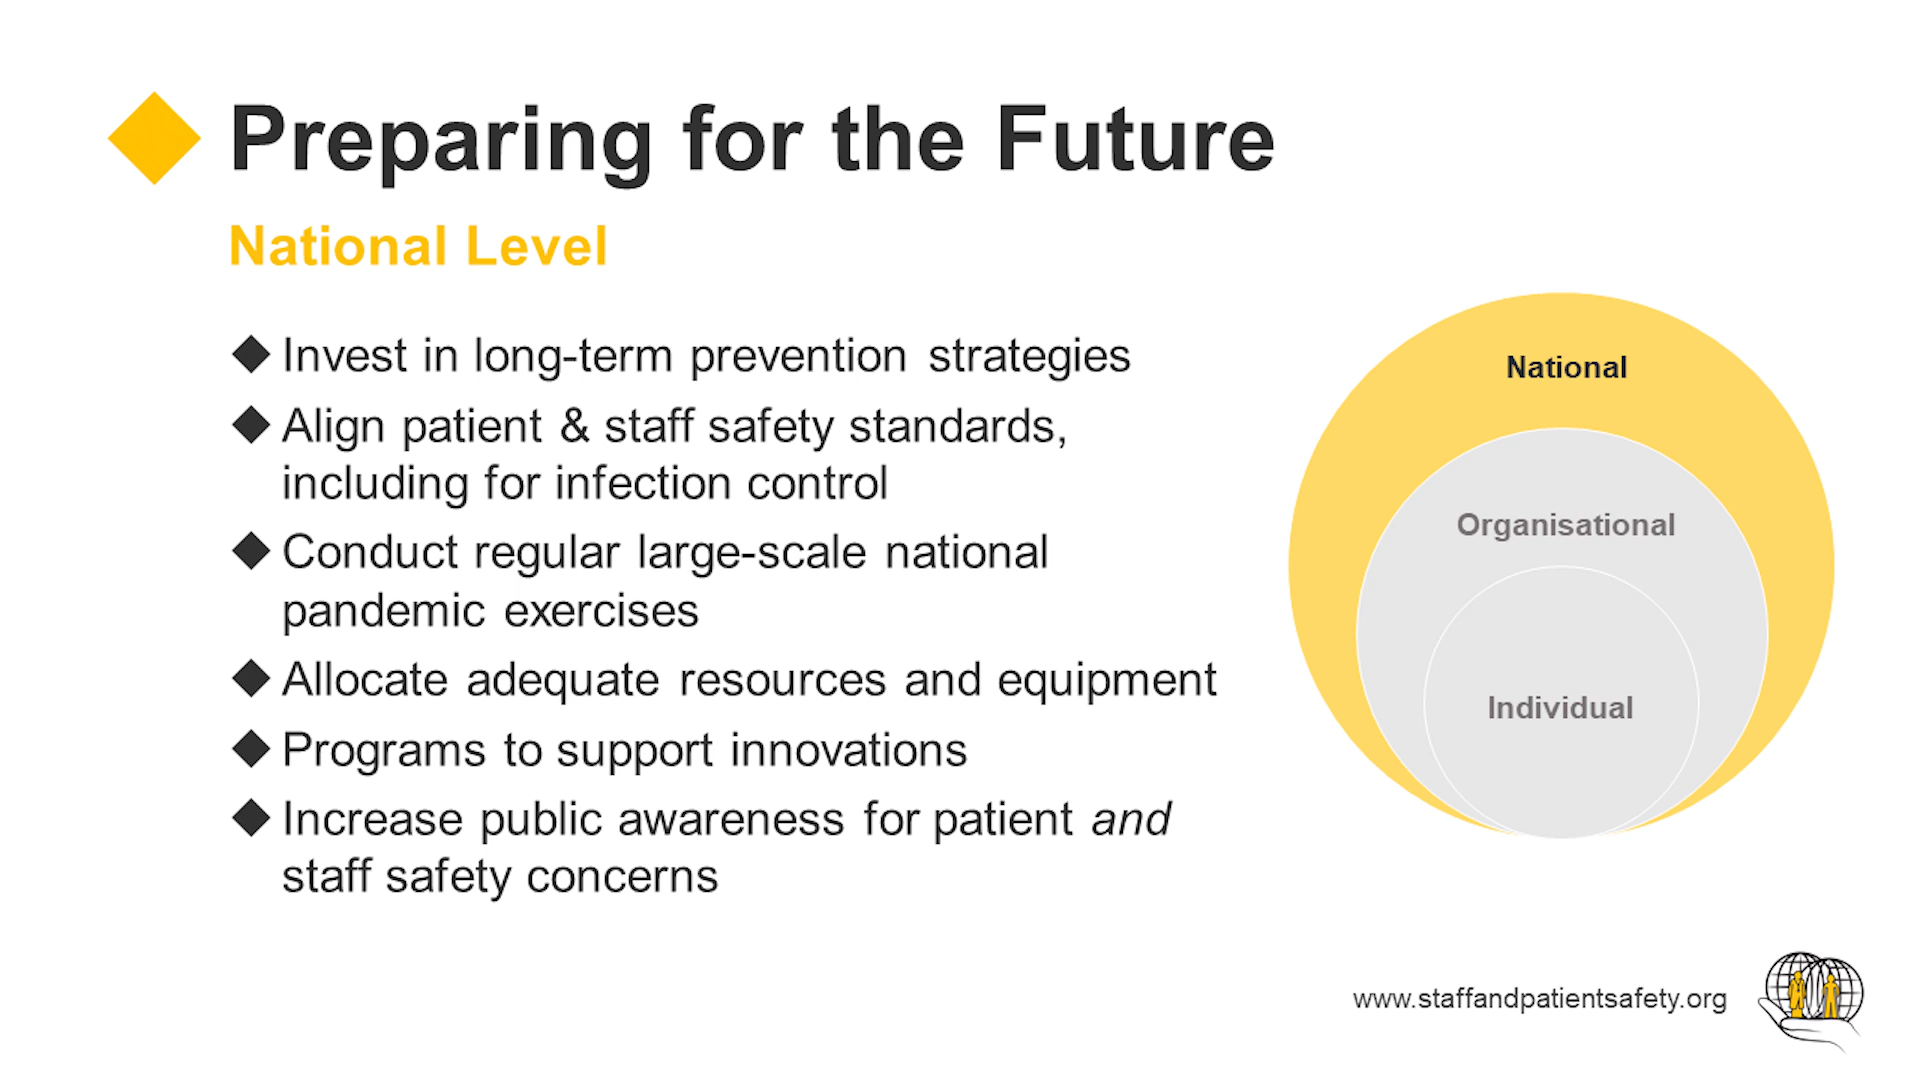 Preparing for the Future
National Level
Invest in long-term prevention strategies
Align patient & staff safety standards,
including for infection control
Conduct regular large-scale national
pandemic exercises
Allocate adequate resources and equipment
Programs to support innovations
Increase public awareness for patient and
staff safety concerns
National
Organisational
Individual
www.staffandpatientsafety.org